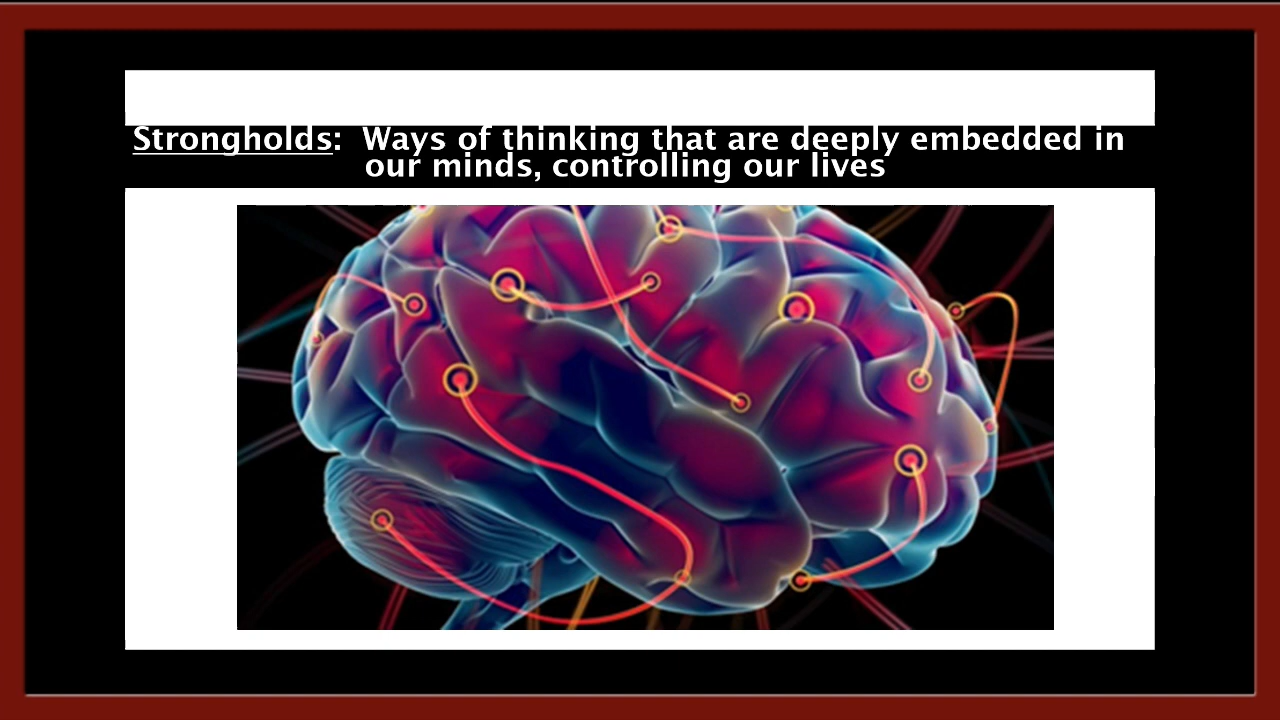 Strongholds: Ways of thinking that are deeply embedded in
our minds, controlling our lives